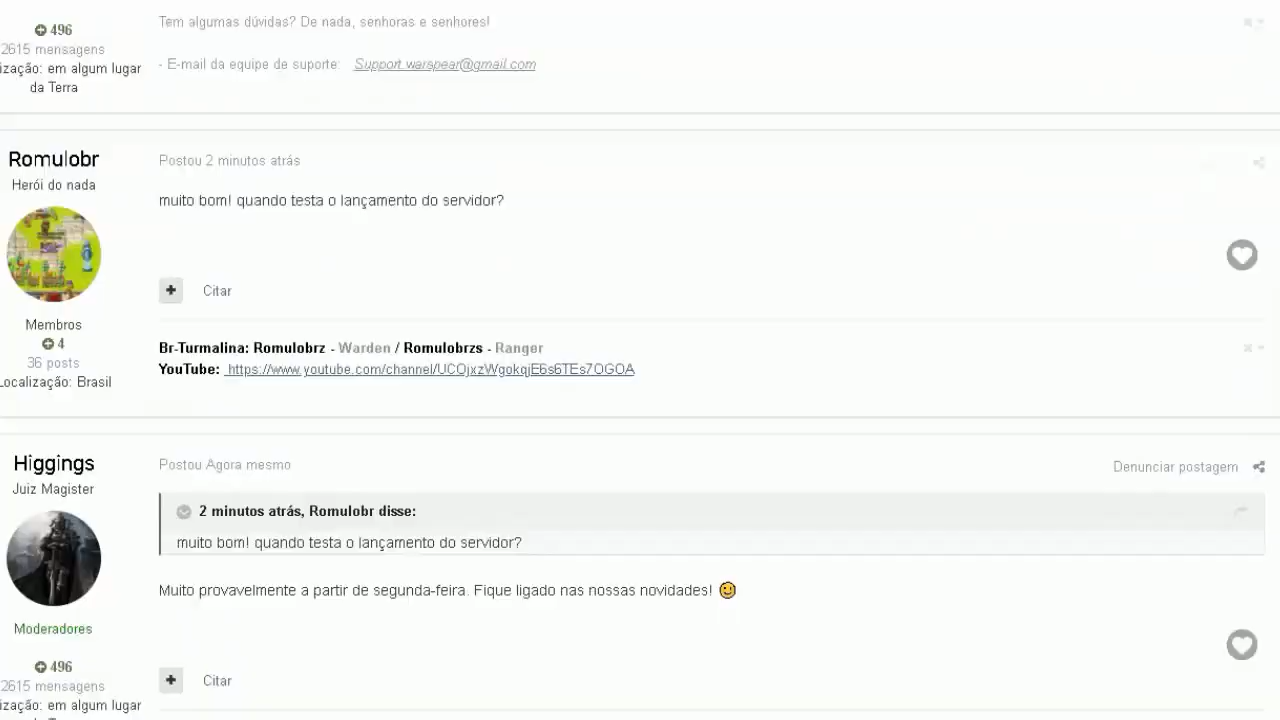 Tem algumas dúvidas? De nada, senhoras e senhores!
496
2615 mensagens
- E-mail da equipe de suporte: Support.warspear@gmail.com
ização: em algum lugar
da Terra
Romulobr
Postou 2 minutos atrás
Herói do nada
muito bom! quando testa o lançamento do servidor?
+ Citar
Membros
4
36 posts
Localização: Brasil
Br-Turmalina: Romulobrz - Warden / Romulobrzs - Ranger
YouTube: https://www.youtube.com/channel/UCOjxzWgokqjE6s6TEs7OGOA
Higgings
Postou Agora mesmo
Denunciar postagem
Juiz Magister
2 minutos atrás, Romulobr disse:
muito bom! quando testa o lançamento do servidor?
Muito provavelmente a partir de segunda-feira. Fique ligado nas nossas novidades!
Moderadores
496
2615 mensagens
+ Citar
ização: em algum lugar